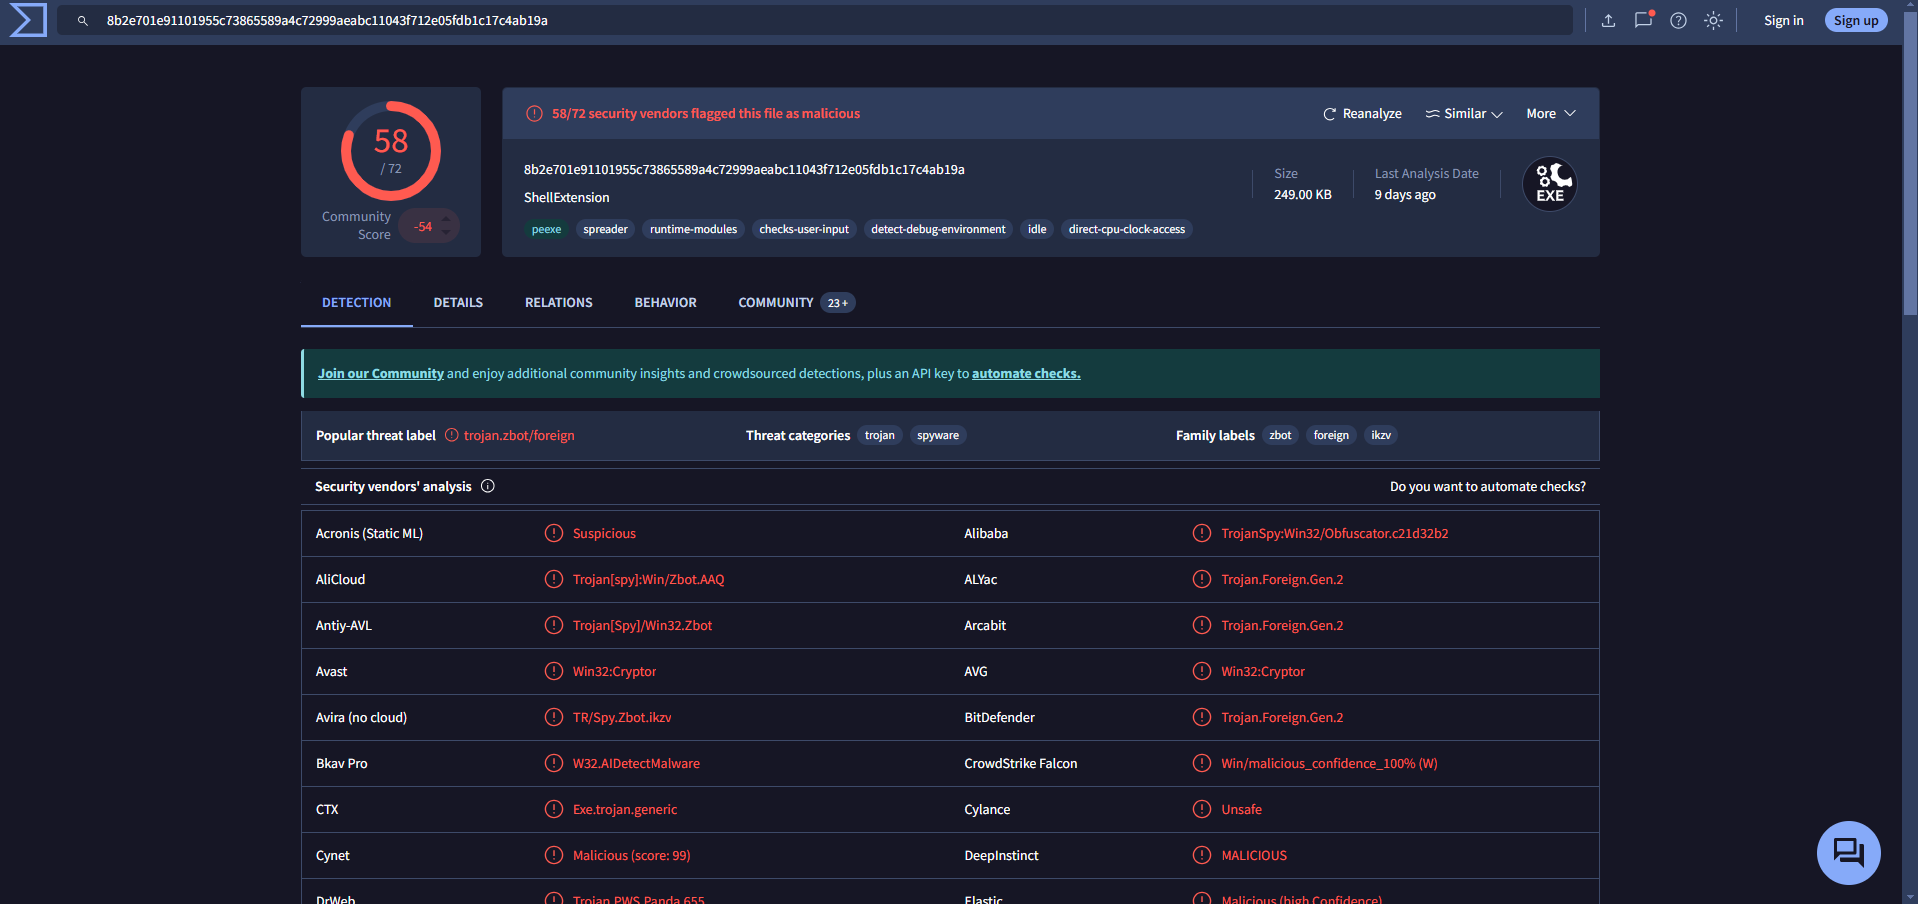 8b2e701e91101955c73865589a4c72999aeabc11043f712e05fdb1c17c4ab19a
Sign in
Sign up
58
/ 72
Community
Score
-54
58/72 security vendors flagged this file as malicious
Reanalyze
Similar
More
8b2e701e91101955c73865589a4c72999aeabc11043f712e05fdb1c17c4ab19a
ShellExtension
Size
249.00 KB
Last Analysis Date
9 days ago
EXE
peexe
spreader
runtime-modules
checks-user-input
detect-debug-environment
idle
direct-cpu-clock-access
DETECTION
DETAILS
RELATIONS
BEHAVIOR
COMMUNITY
23+
Join our Community and enjoy additional community insights and crowdsourced detections, plus an API key to automate checks.
Popular threat label
trojan.zbot/foreign
Threat categories
trojan
spyware
Family labels
zbot
foreign
ikzv
Security vendors' analysis
Do you want to automate checks?
Acronis (Static ML)
Suspicious
Alibaba
TrojanSpy:Win32/Obfuscator.c21d32b2
AliCloud
Trojan[spy]:Win/Zbot.AAQ
ALYac
Trojan.Foreign.Gen.2
Antiy-AVL
Trojan[Spy]/Win32.Zbot
Arcabit
Trojan.Foreign.Gen.2
Avast
Win32:Cryptor
AVG
Win32:Cryptor
Avira (no cloud)
TR/Spy.Zbot.ikzv
BitDefender
Trojan.Foreign.Gen.2
Bkav Pro
W32.AIDetectMalware
CrowdStrike Falcon
Win/malicious_confidence_100% (W)
CTX
Exe.trojan.generic
Cylance
Unsafe
Cynet
Malicious (score: 99)
DeepInstinct
MALICIOUS
DrWeb
Trojan.PWS.Panda.655
Elastic
Malicious (high Confidence)